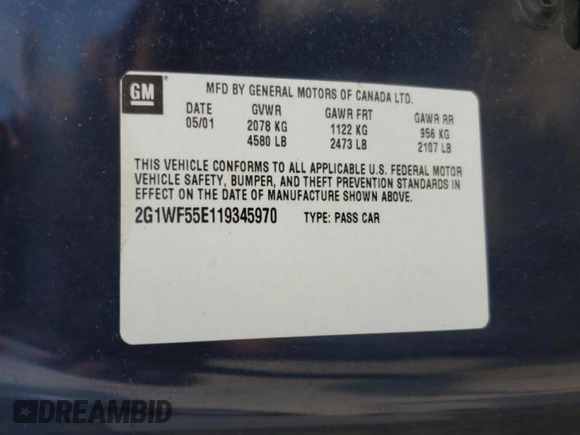 GM
MFD BY GENERAL MOTORS OF CANADA LTD.
DATE GVWR GAWR FRT GAWR RR
05/01 2078 KG 1122 KG 956 KG
4580 LB 2473 LB 2107 LB
THIS VEHICLE CONFORMS TO ALL APPLICABLE U.S. FEDERAL MOTOR
VEHICLE SAFETY, BUMPER, AND THEFT PREVENTION STANDARDS IN
EFFECT ON THE DATE OF MANUFACTURE SHOWN ABOVE.
2G1WF55E119345970 TYPE: PASS CAR
DREAMBID